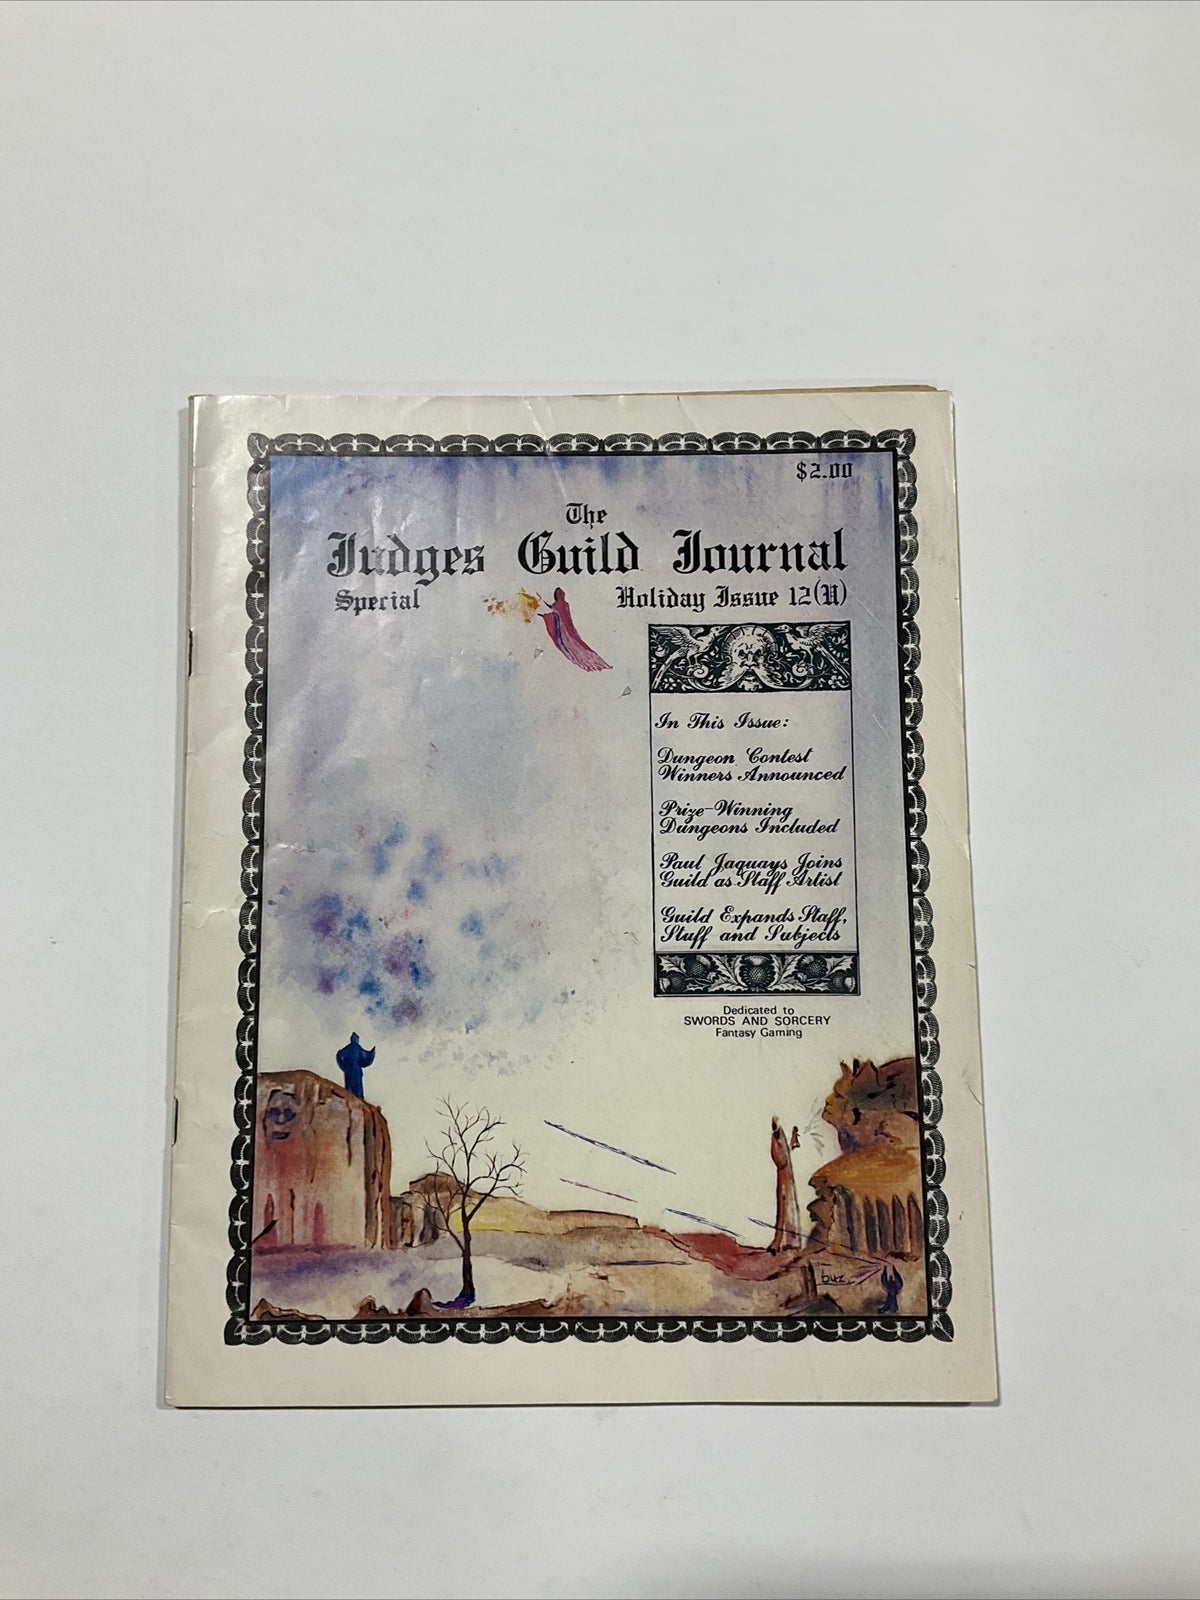 $2.00
The
Judges Guild Journal
Special Holiday Issue 12(U)
In This Issue:
Dungeon Contest
Winners Announced
Prize-Winning
Dungeons Included
Paul Jaquays Joins
Guild as Staff Artist
Guild Expands Staff,
Stuff and Subjects
Dedicated to
SWORDS AND SORCERY
Fantasy Gaming
buz